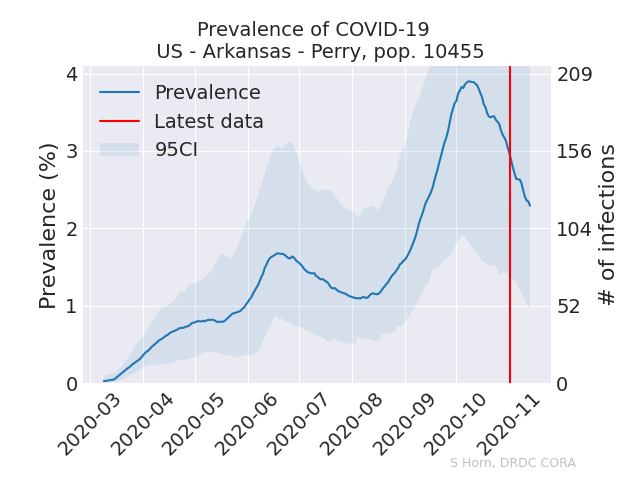 Prevalence of COVID-19
US - Arkansas - Perry, pop. 10455
Prevalence
Latest data
95CI
Prevalence (%)
4
3
2
1
0
# of infections
209
156
104
52
0
2020-03
2020-04
2020-05
2020-06
2020-07
2020-08
2020-09
2020-10
2020-11
S Horn, DRDC CORA